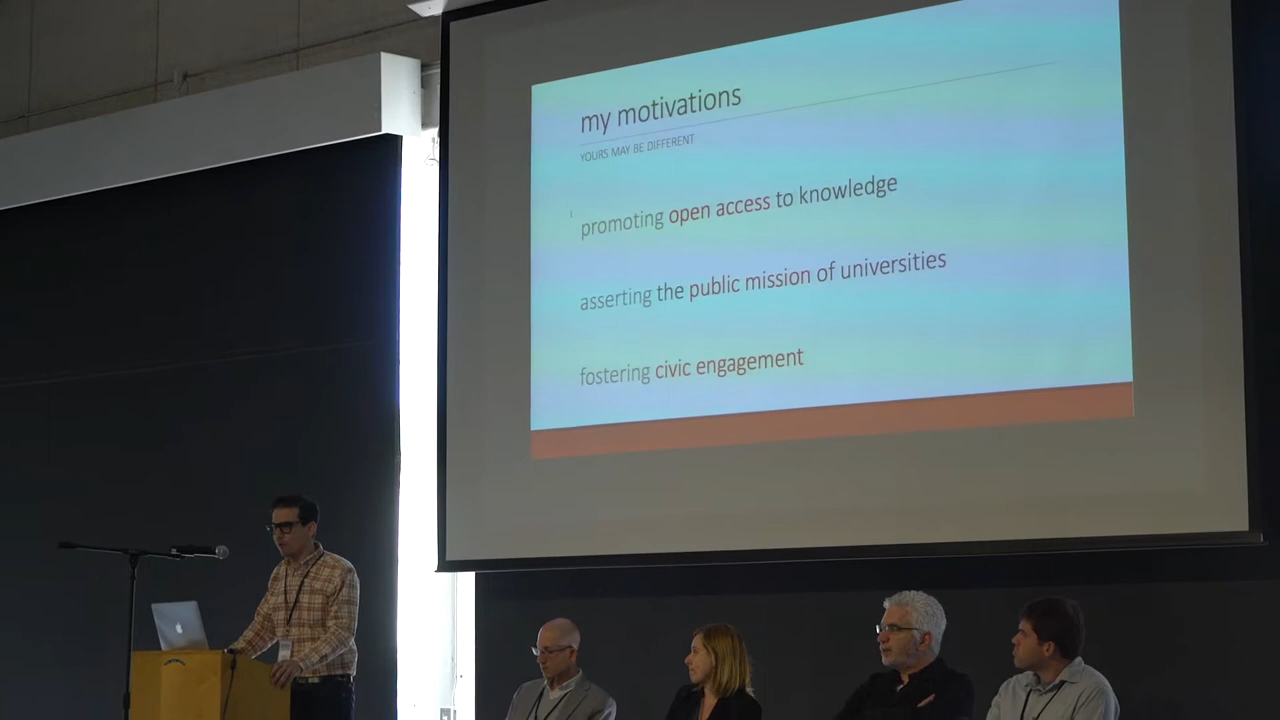 my motivations
YOURS MAY BE DIFFERENT
promoting open access to knowledge
asserting the public mission of universities
fostering civic engagement